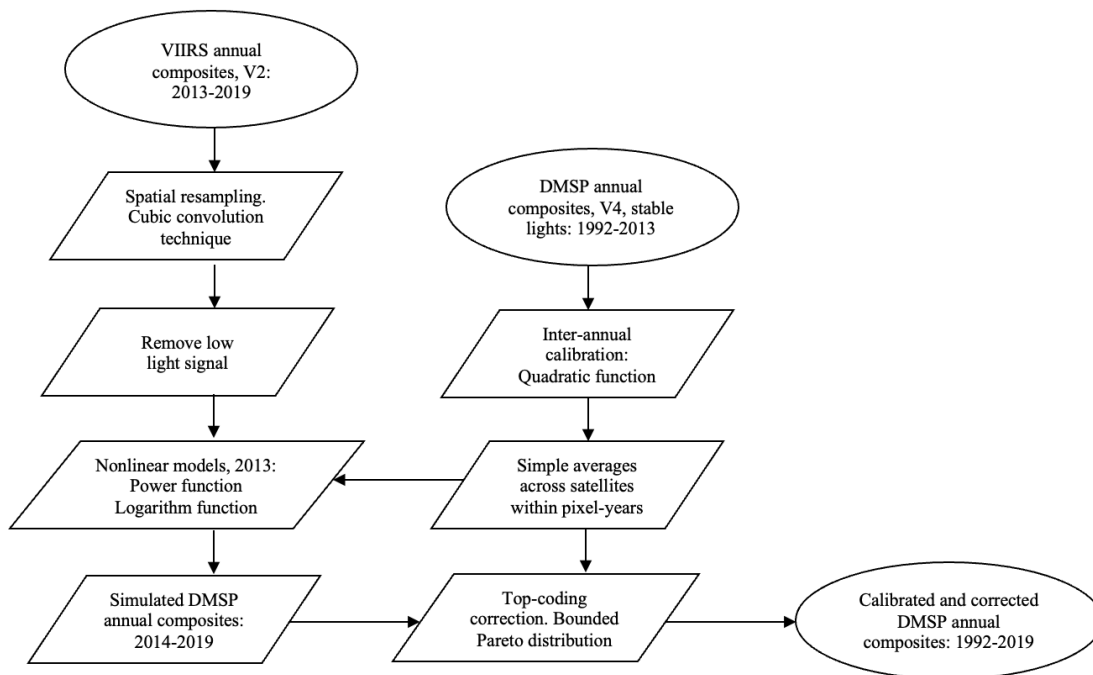 VIIRS annual
composites, V2:
2013-2019
Spatial resampling.
Cubic convolution
technique
DMSP annual
composites, V4, stable
lights: 1992-2013
Remove low
light signal
Inter-annual
calibration:
Quadratic function
Nonlinear models, 2013:
Power function
Logarithm function
Simple averages
across satellites
within pixel-years
Simulated DMSP
annual composites:
2014-2019
Top-coding
correction. Bounded
Pareto distribution
Calibrated and corrected
DMSP annual
composites: 1992-2019